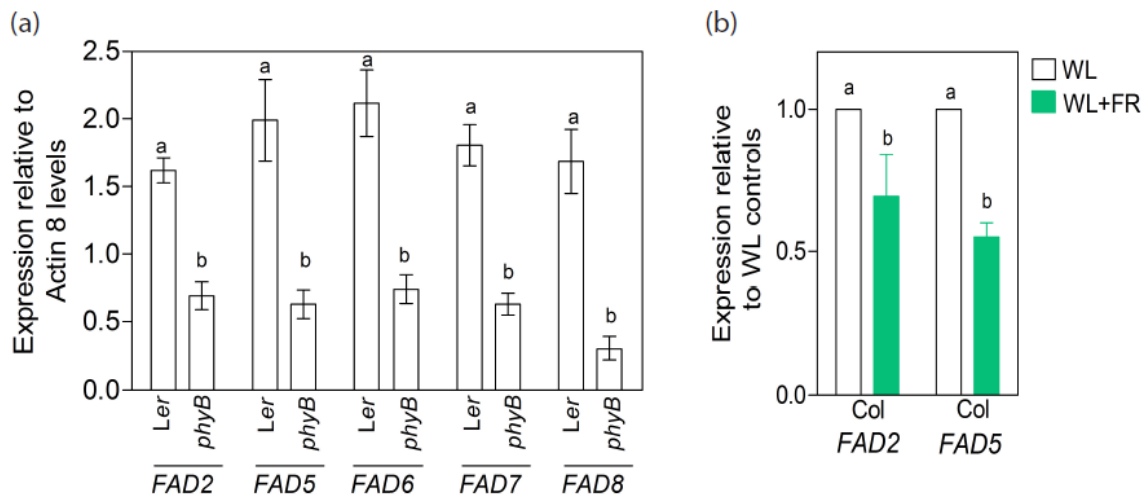 (a)
Expression relative to
Actin 8 levels
2.5
2.0
1.5
1.0
0.5
0.0
a
b
a
b
a
b
a
b
a
b
Ler
phyB
Ler
phyB
Ler
phyB
Ler
phyB
Ler
phyB
FAD2
FAD5
FAD6
FAD7
FAD8
(b)
Expression relative
to WL controls
1.0
0.5
0.0
a
b
a
b
Col
Col
FAD2
FAD5
WL
WL+FR